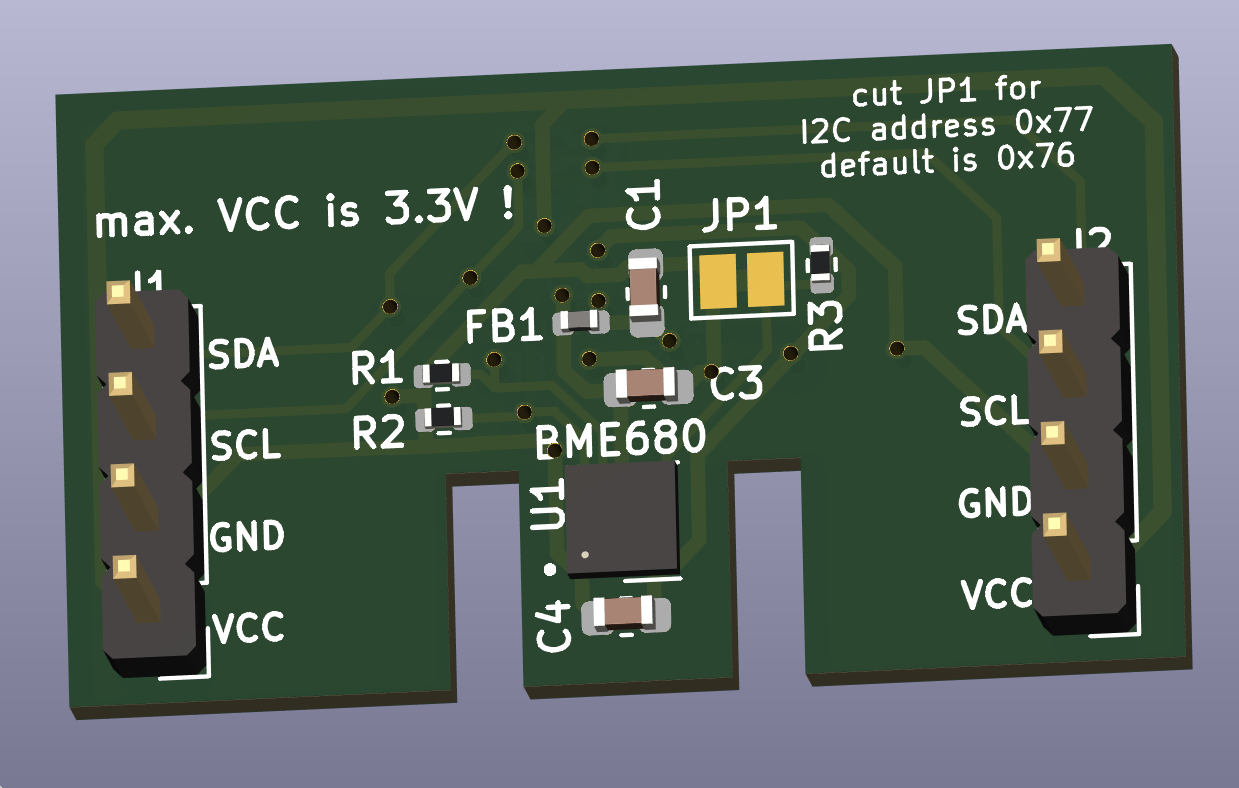 cut JP1 for
I2C address 0x77
default is 0x76
max. VCC is 3.3V !
C1
JP1
J2
J1
FB1
R3
SDA
SDA
R1
C3
R2
SCL
SCL
BME680
U1
GND
GND
VCC
C4
VCC